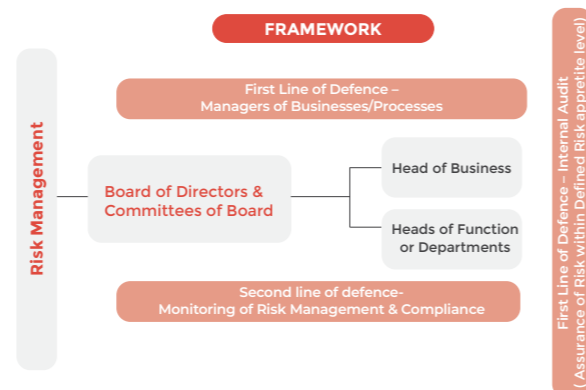 FRAMEWORK
First Line of Defence –
Managers of Businesses/Processes
Risk Management
Board of Directors &
Committees of Board
Head of Business
Heads of Function
or Departments
Second line of defence-
Monitoring of Risk Management & Compliance
First Line of Defence – Internal Audit
( Assurance of Risk within Defined Risk appretite level)